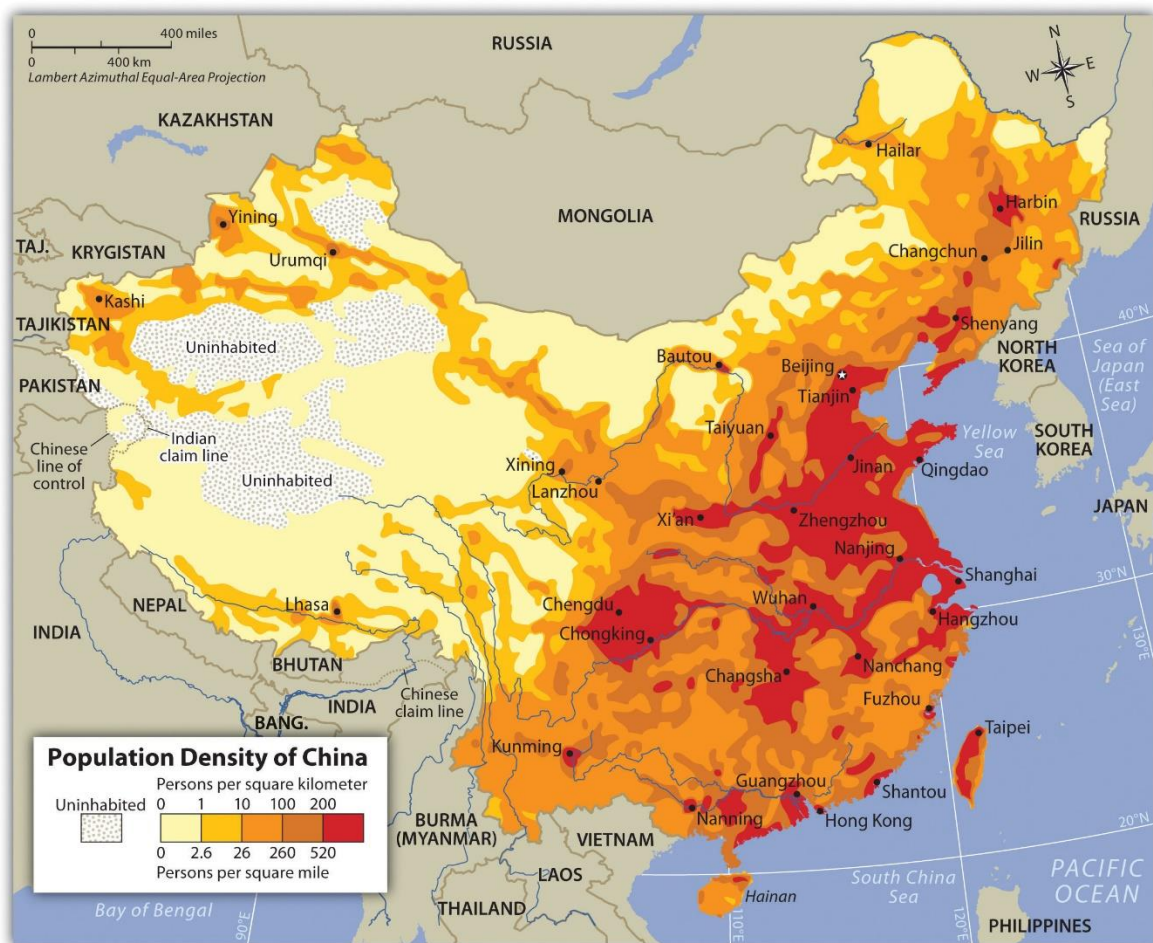 0 400 miles
0 400 km
Lambert Azimuthal Equal-Area Projection
RUSSIA
N
W E
S
KAZAKHSTAN
Hailar
MONGOLIA
Harbin
RUSSIA
Yining
TAJ.
KRYGISTAN
Urumqi
Changchun
Jilin
Kashi
TAJIKISTAN
Uninhabited
Shenyang
40°N
NORTH
KOREA
Sea of
Japan
(East
Sea)
Bautou
Beijing
Tianjin
PAKISTAN
Chinese
line of
control
Indian
claim line
Uninhabited
Taiyuan
Yellow
Sea
SOUTH
KOREA
Xining
Lanzhou
Jinan
Qingdao
JAPAN
Xi'an
Zhengzhou
Nanjing
Shanghai
30°N
NEPAL
Lhasa
Chengdu
Wuhan
Hangzhou
130°E
INDIA
Chongking
BHUTAN
Changsha
Nanchang
INDIA
Chinese
claim line
Fuzhou
BANG.
Taipei
Kunming
Guangzhou
Shantou
Nanning
Hong Kong
BURMA
(MYANMAR)
VIETNAM
20°N
LAOS
Hainan
South China
Sea
PACIFIC
OCEAN
THAILAND
PHILIPPINES
Bay of Bengal
90°E
110°E
120°E
Population Density of China
Persons per square kilometer
Uninhabited 0 1 10 100 200
0 2.6 26 260 520
Persons per square mile